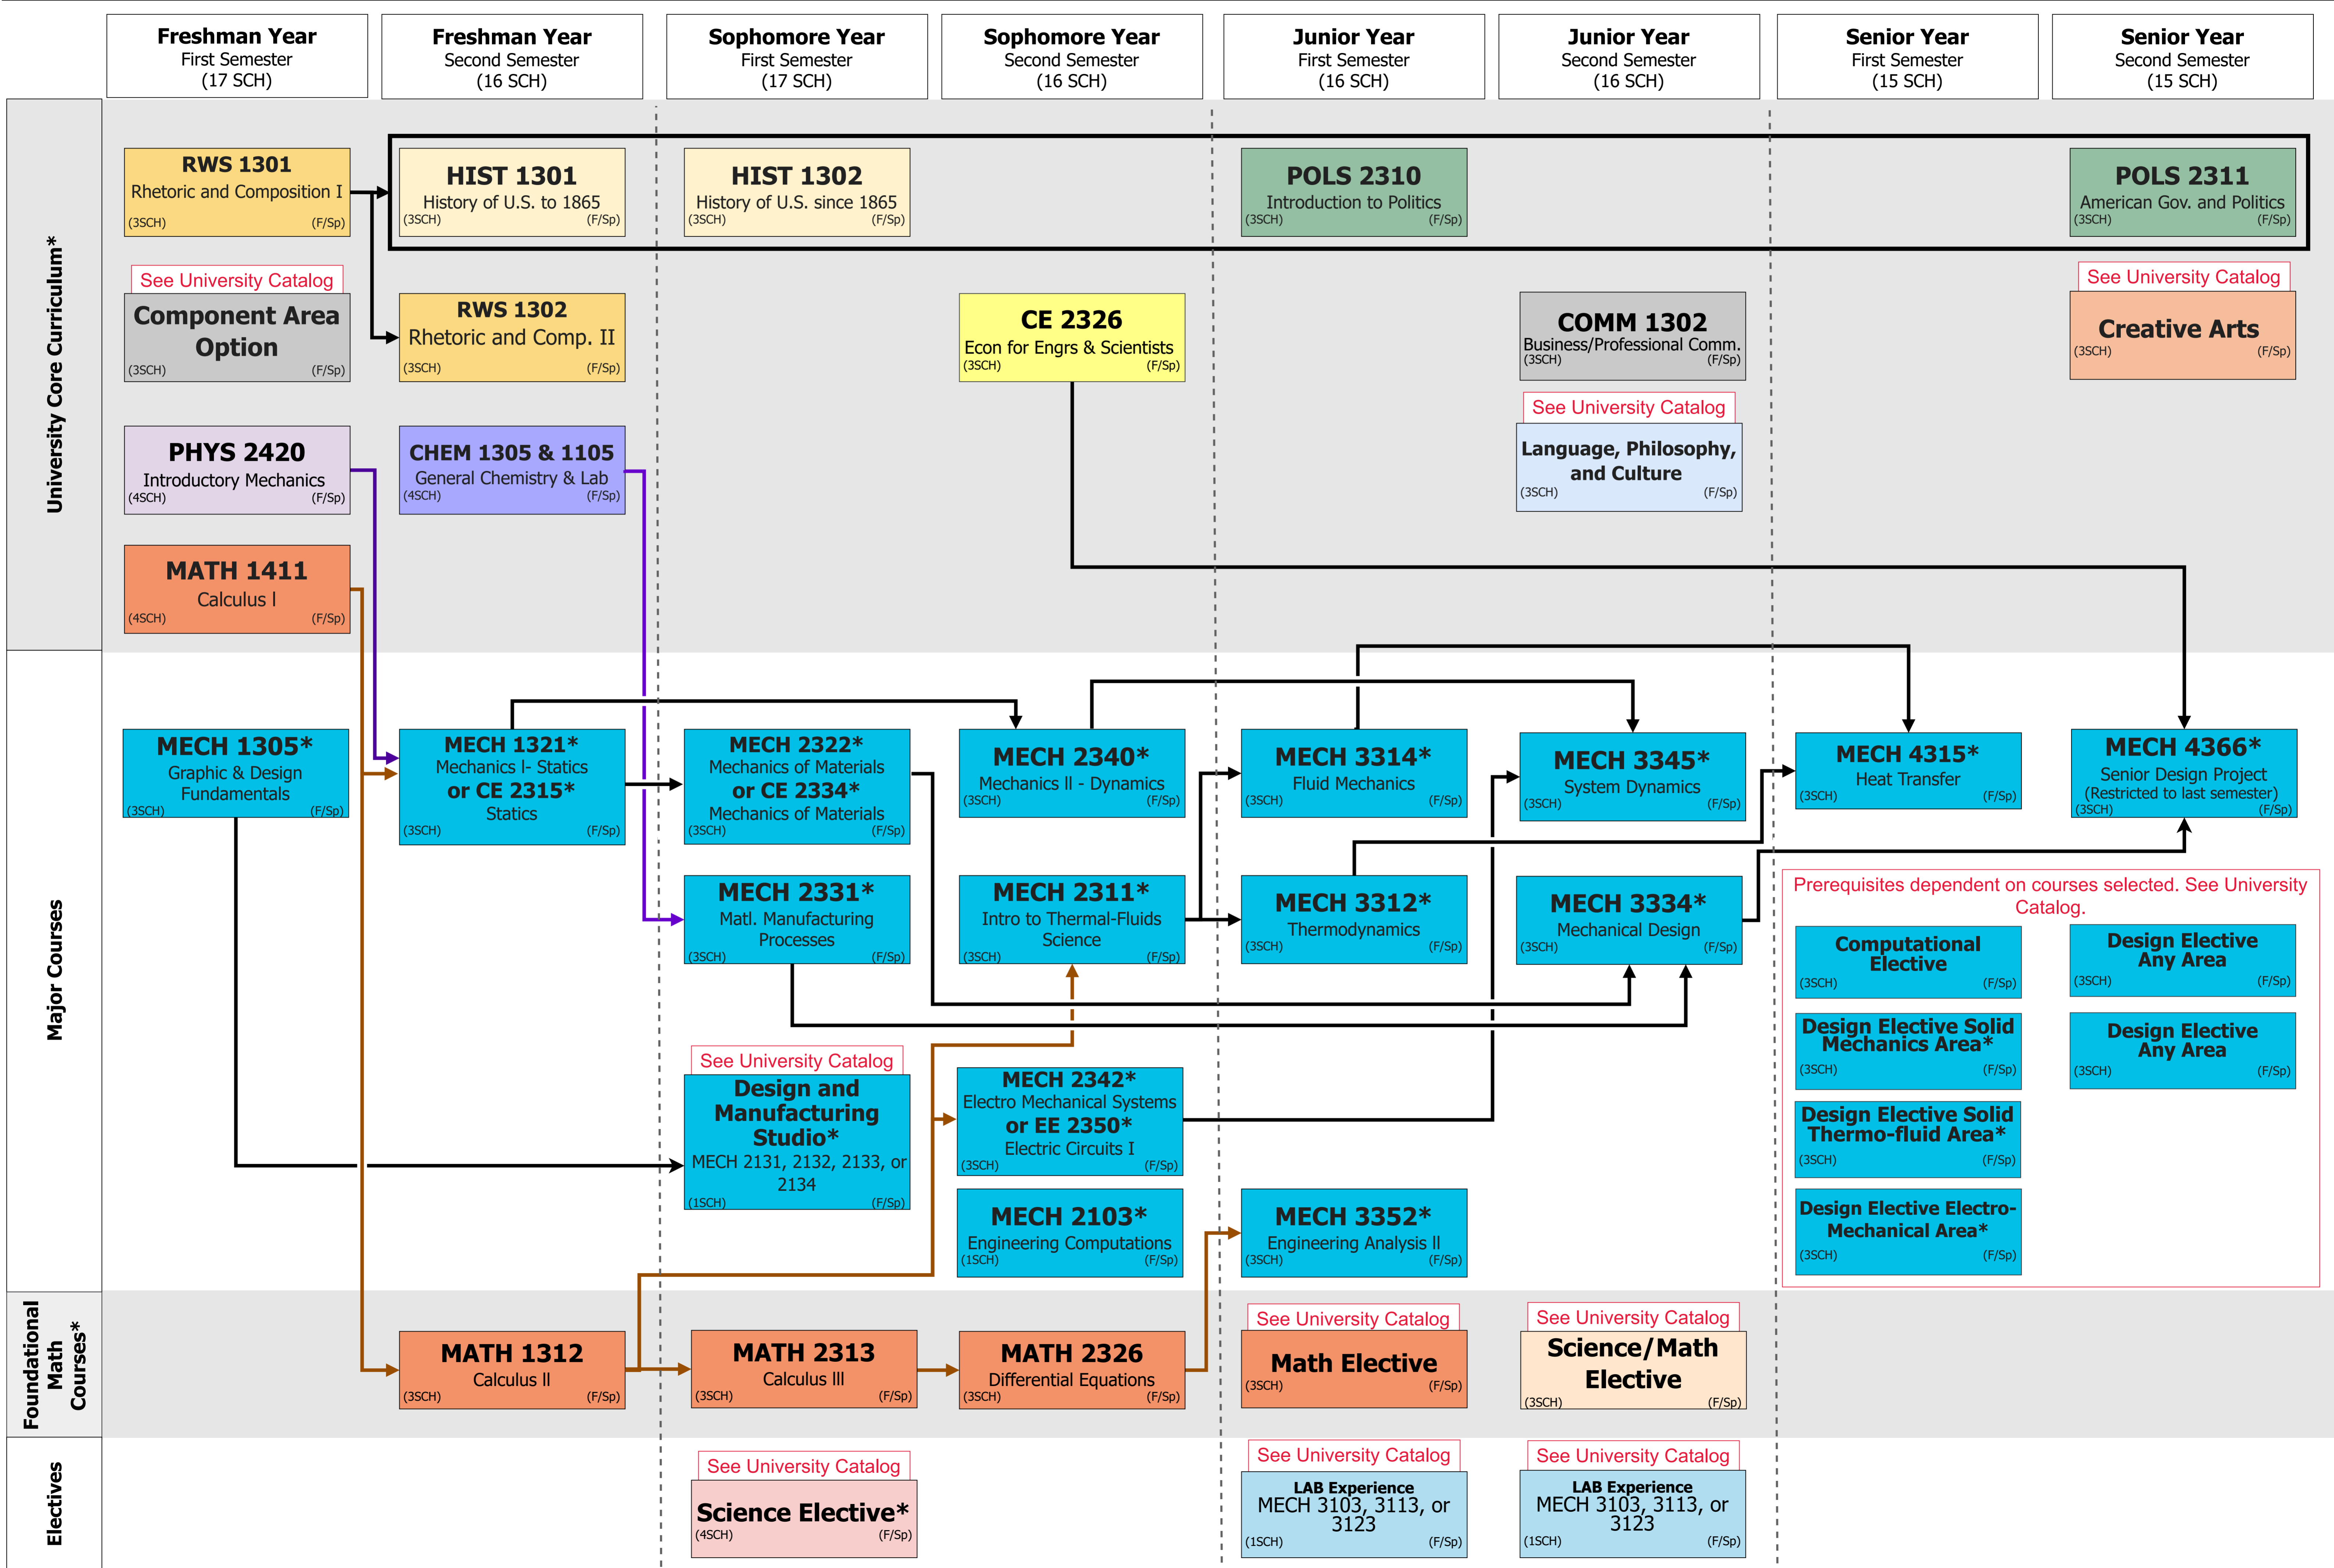 Freshman Year
First Semester
(17 SCH)
Freshman Year
Second Semester
(16 SCH)
Sophomore Year
First Semester
(17 SCH)
Sophomore Year
Second Semester
(16 SCH)
Junior Year
First Semester
(16 SCH)
Junior Year
Second Semester
(16 SCH)
Senior Year
First Semester
(15 SCH)
Senior Year
Second Semester
(15 SCH)
University Core Curriculum*
RWS 1301
Rhetoric and Composition I
(3SCH) (F/Sp)
HIST 1301
History of U.S. to 1865
(3SCH) (F/Sp)
HIST 1302
History of U.S. since 1865
(3SCH) (F/Sp)
POLS 2310
Introduction to Politics
(3SCH) (F/Sp)
POLS 2311
American Gov. and Politics
(3SCH) (F/Sp)
See University Catalog
Component Area
Option
(3SCH) (F/Sp)
RWS 1302
Rhetoric and Comp. II
(3SCH) (F/Sp)
CE 2326
Econ for Engrs & Scientists
(3SCH) (F/Sp)
COMM 1302
Business/Professional Comm.
(3SCH) (F/Sp)
See University Catalog
Creative Arts
(3SCH) (F/Sp)
PHYS 2420
Introductory Mechanics
(4SCH) (F/Sp)
CHEM 1305 & 1105
General Chemistry & Lab
(4SCH) (F/Sp)
See University Catalog
Language, Philosophy,
and Culture
(3SCH) (F/Sp)
MATH 1411
Calculus I
(4SCH) (F/Sp)
Major Courses
MECH 1305*
Graphic & Design
Fundamentals
(3SCH) (F/Sp)
MECH 1321*
Mechanics I- Statics
or CE 2315*
Statics
(3SCH) (F/Sp)
MECH 2322*
Mechanics of Materials
or CE 2334*
Mechanics of Materials
(3SCH) (F/Sp)
MECH 2340*
Mechanics II - Dynamics
(3SCH) (F/Sp)
MECH 3314*
Fluid Mechanics
(3SCH) (F/Sp)
MECH 3345*
System Dynamics
(3SCH) (F/Sp)
MECH 4315*
Heat Transfer
(3SCH) (F/Sp)
MECH 4366*
Senior Design Project
(Restricted to last semester)
(3SCH) (F/Sp)
MECH 2331*
Matl. Manufacturing
Processes
(3SCH) (F/Sp)
MECH 2311*
Intro to Thermal-Fluids
Science
(3SCH) (F/Sp)
MECH 3312*
Thermodynamics
(3SCH) (F/Sp)
MECH 3334*
Mechanical Design
(3SCH) (F/Sp)
Prerequisites dependent on courses selected. See University
Catalog.
Computational
Elective
(3SCH) (F/Sp)
Design Elective
Any Area
(3SCH) (F/Sp)
Design Elective Solid
Mechanics Area*
(3SCH) (F/Sp)
Design Elective
Any Area
(3SCH) (F/Sp)
Design Elective Solid
Thermo-fluid Area*
(3SCH) (F/Sp)
Design Elective Electro-
Mechanical Area*
(3SCH) (F/Sp)
See University Catalog
Design and
Manufacturing
Studio*
MECH 2131, 2132, 2133, or
2134
(1SCH) (F/Sp)
MECH 2342*
Electro Mechanical Systems
or EE 2350*
Electric Circuits I
(3SCH) (F/Sp)
MECH 2103*
Engineering Computations
(1SCH) (F/Sp)
MECH 3352*
Engineering Analysis II
(3SCH) (F/Sp)
Foundational
Math
Courses*
MATH 1312
Calculus II
(3SCH) (F/Sp)
MATH 2313
Calculus III
(3SCH) (F/Sp)
MATH 2326
Differential Equations
(3SCH) (F/Sp)
See University Catalog
Math Elective
(3SCH) (F/Sp)
See University Catalog
Science/Math
Elective
(3SCH) (F/Sp)
Electives
See University Catalog
Science Elective*
(4SCH) (F/Sp)
See University Catalog
LAB Experience
MECH 3103, 3113, or
3123
(1SCH) (F/Sp)
See University Catalog
LAB Experience
MECH 3103, 3113, or
3123
(1SCH) (F/Sp)